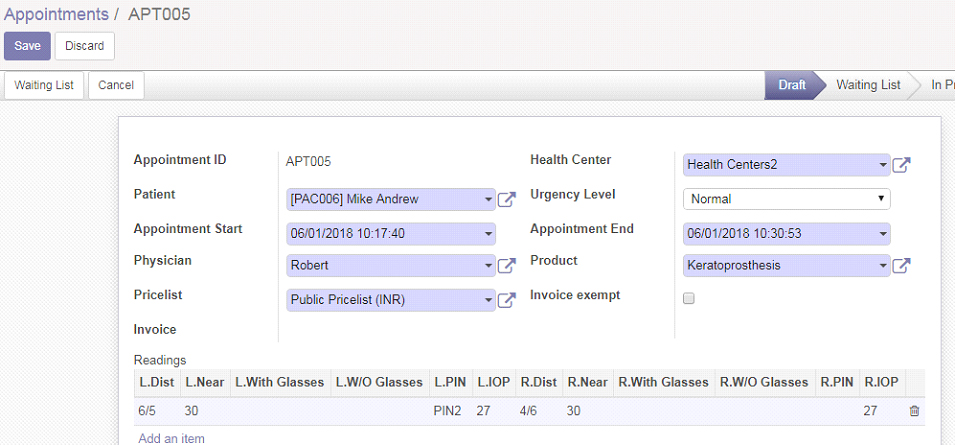 Appointments / APT005
Save Discard
Waiting List Cancel Draft Waiting List In Pr
Appointment ID APT005 Health Center Health Centers2
Patient [PAC006] Mike Andrew Urgency Level Normal
Appointment Start 06/01/2018 10:17:40 Appointment End 06/01/2018 10:30:53
Physician Robert Product Keratoprosthesis
Pricelist Public Pricelist (INR) Invoice exempt
Invoice
Readings
L.Dist L.Near L.With Glasses L.W/O Glasses L.PIN L.IOP R.Dist R.Near R.With Glasses R.W/O Glasses R.PIN R.IOP
6/5 30 PIN2 27 4/6 30 27
Add an item